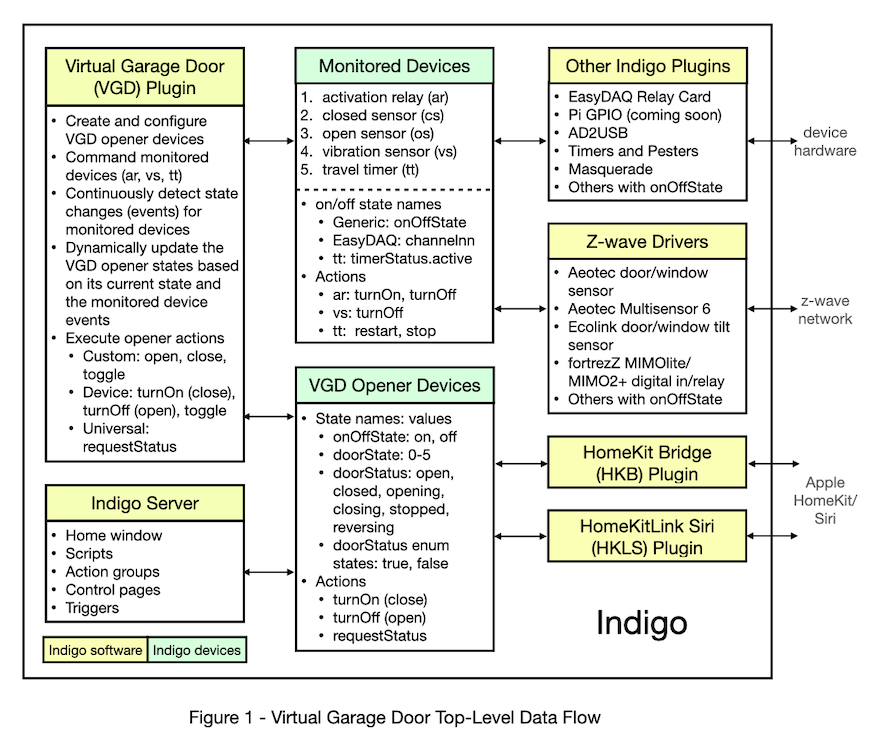 Virtual Garage Door
(VGD) Plugin
• Create and configure
VGD opener devices
• Command monitored
devices (ar, vs, tt)
• Continuously detect state
changes (events) for
monitored devices
• Dynamically update the
VGD opener states based
on its current state and
the monitored device
events
• Execute opener actions
• Custom: open, close,
toggle
• Device: turnOn (close),
turnOff (open), toggle
• Universal:
requestStatus
Indigo Server
• Home window
• Scripts
• Action groups
• Control pages
• Triggers
Indigo software
Indigo devices
Monitored Devices
1. activation relay (ar)
2. closed sensor (cs)
3. open sensor (os)
4. vibration sensor (vs)
5. travel timer (tt)
• on/off state names
• Generic: onOffState
• EasyDAQ: channelnn
• tt: timerStatus.active
• Actions
• ar: turnOn, turnOff
• vs: turnOff
• tt: restart, stop
VGD Opener Devices
• State names: values
• onOffState: on, off
• doorState: 0-5
• doorStatus: open,
closed, opening,
closing, stopped,
reversing
• doorStatus enum
states: true, false
• Actions
• turnOn (close)
• turnOff (open)
• requestStatus
Other Indigo Plugins
• EasyDAQ Relay Card
• Pi GPIO (coming soon)
• AD2USB
• Timers and Pesters
• Masquerade
• Others with onOffState
Z-wave Drivers
• Aeotec door/window
sensor
• Aeotec Multisensor 6
• Ecolink door/window tilt
sensor
• fortrezZ MIMOlite/
MIMO2+ digital in/relay
• Others with onOffState
HomeKit Bridge
(HKB) Plugin
HomeKitLink Siri
(HKLS) Plugin
Indigo
device
hardware
z-wave
network
Apple
HomeKit/
Siri
Figure 1 - Virtual Garage Door Top-Level Data Flow